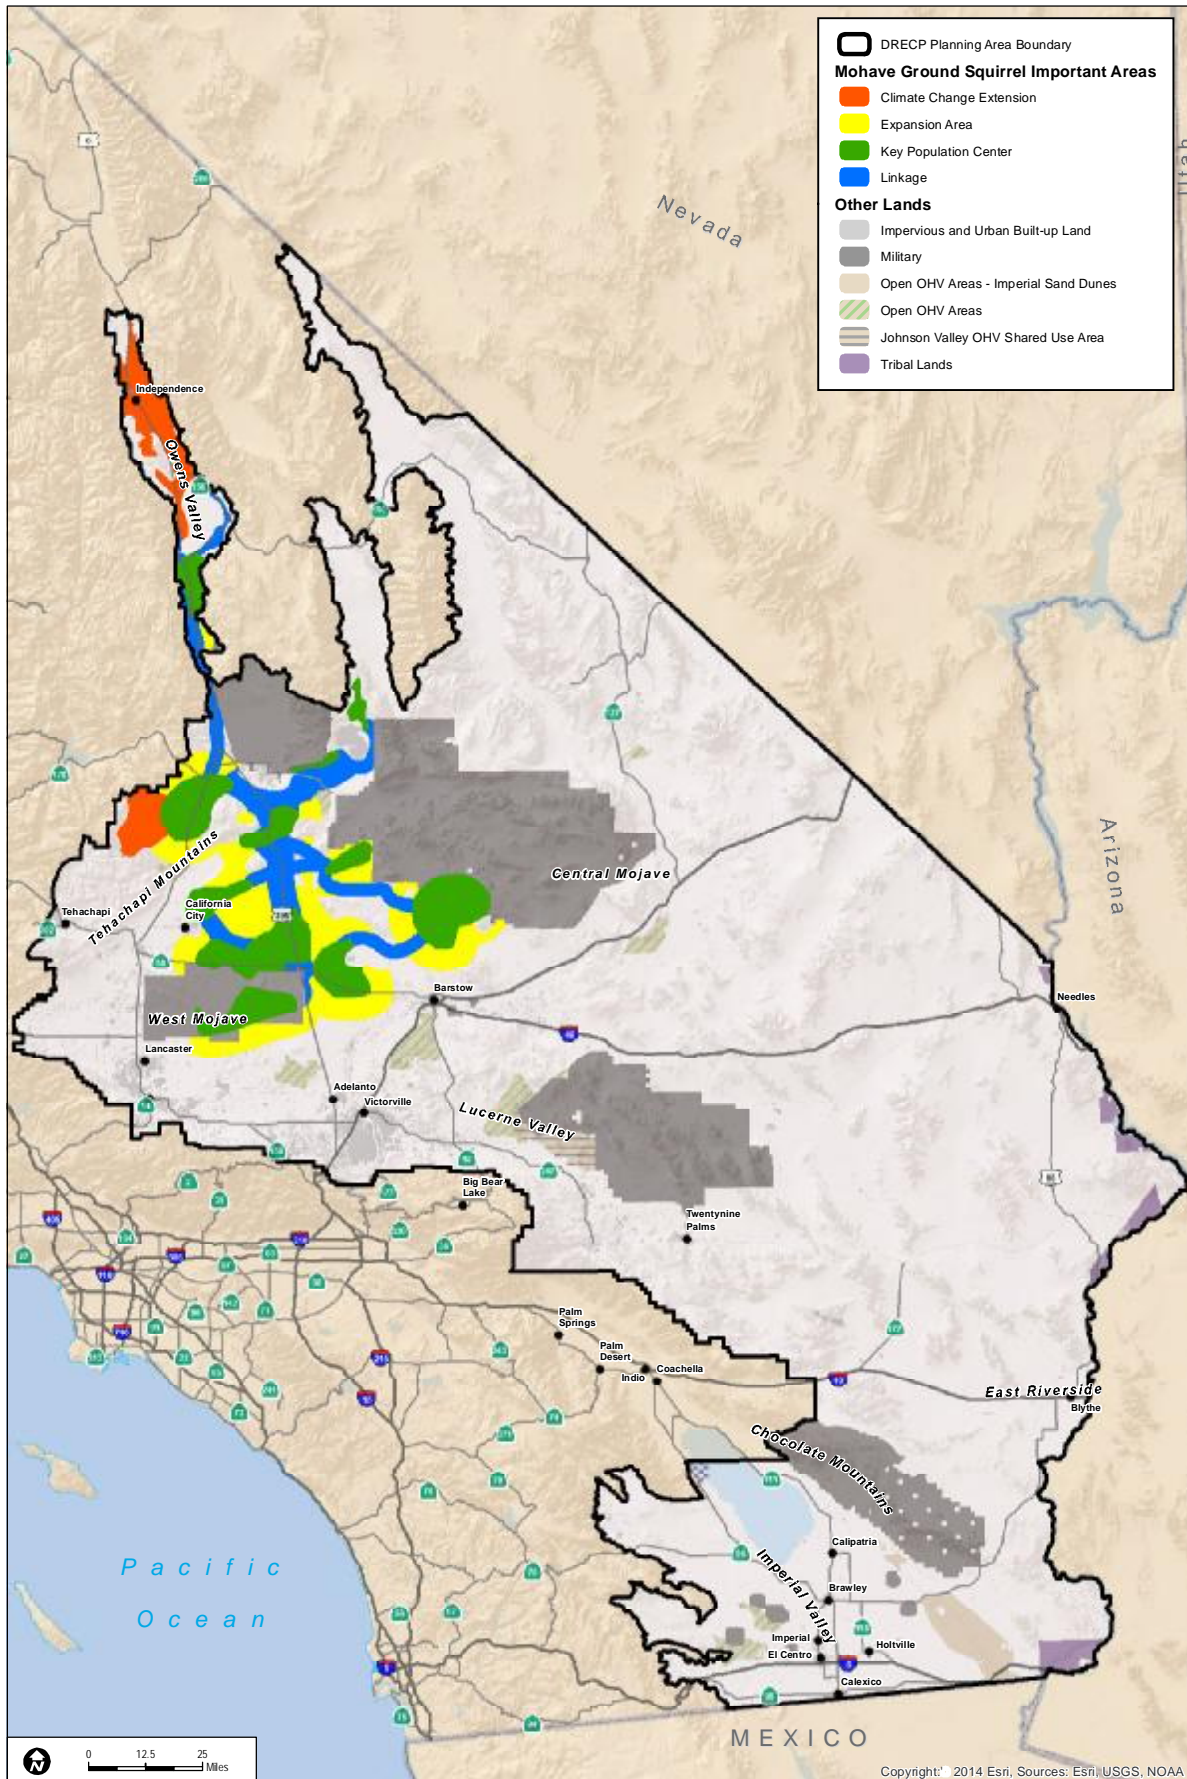 DRECP Planning Area Boundary
Mohave Ground Squirrel Important Areas
Climate Change Extension
Expansion Area
Key Population Center
Linkage
Other Lands
Impervious and Urban Built-up Land
Military
Open OHV Areas - Imperial Sand Dunes
Open OHV Areas
Johnson Valley OHV Shared Use Area
Tribal Lands
Utah
Nevada
Independence
Owens Valley
Arizona
Central Mojave
Tehachapi Mountains
California
City
Tehachapi
Barstow
Needles
West Mojave
Lancaster
Adelanto
Victorville
Lucerne Valley
Big Bear
Lake
Twentynine
Palms
Palm
Springs
Palm
Desert
Coachella
Indio
East Riverside
Blythe
Chocolate Mountains
Calipatria
Imperial Valley
Brawley
Imperial
Holtville
El Centro
Calexico
Pacific
Ocean
MEXICO
N
0 12.5 25
Miles
Copyright: 2014 Esri, Sources: Esri, USGS, NOAA